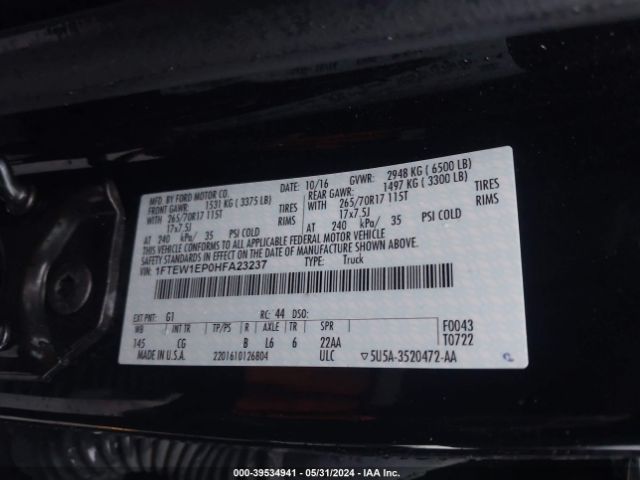 MFD. BY FORD MOTOR CO.
DATE: 10/16 GVWR: 2948 KG ( 6500 LB)
FRONT GAWR: 1531 KG ( 3375 LB) REAR GAWR: 1497 KG ( 3300 LB)
WITH 265/70R17 115T TIRES WITH 265/70R17 115T TIRES
17x7.5J RIMS 17x7.5J RIMS
AT 240 kPa/ 35 PSI COLD AT 240 kPa/ 35 PSI COLD
THIS VEHICLE CONFORMS TO ALL APPLICABLE FEDERAL MOTOR VEHICLE
SAFETY STANDARDS IN EFFECT ON THE DATE OF MANUFACTURE SHOWN ABOVE.
VIN: 1FTEW1EP0HFA23237 TYPE: Truck
EXT PNT: G1 RC: 44 DSO: F0043
WB INT TR TP/PS R AXLE TR SPR T0722
145 CG B L6 6 22AA
MADE IN U.S.A. 2201610126804 ULC ▽5U5A-3520472-AA
000-39534941 - 05/31/2024 - IAA Inc.